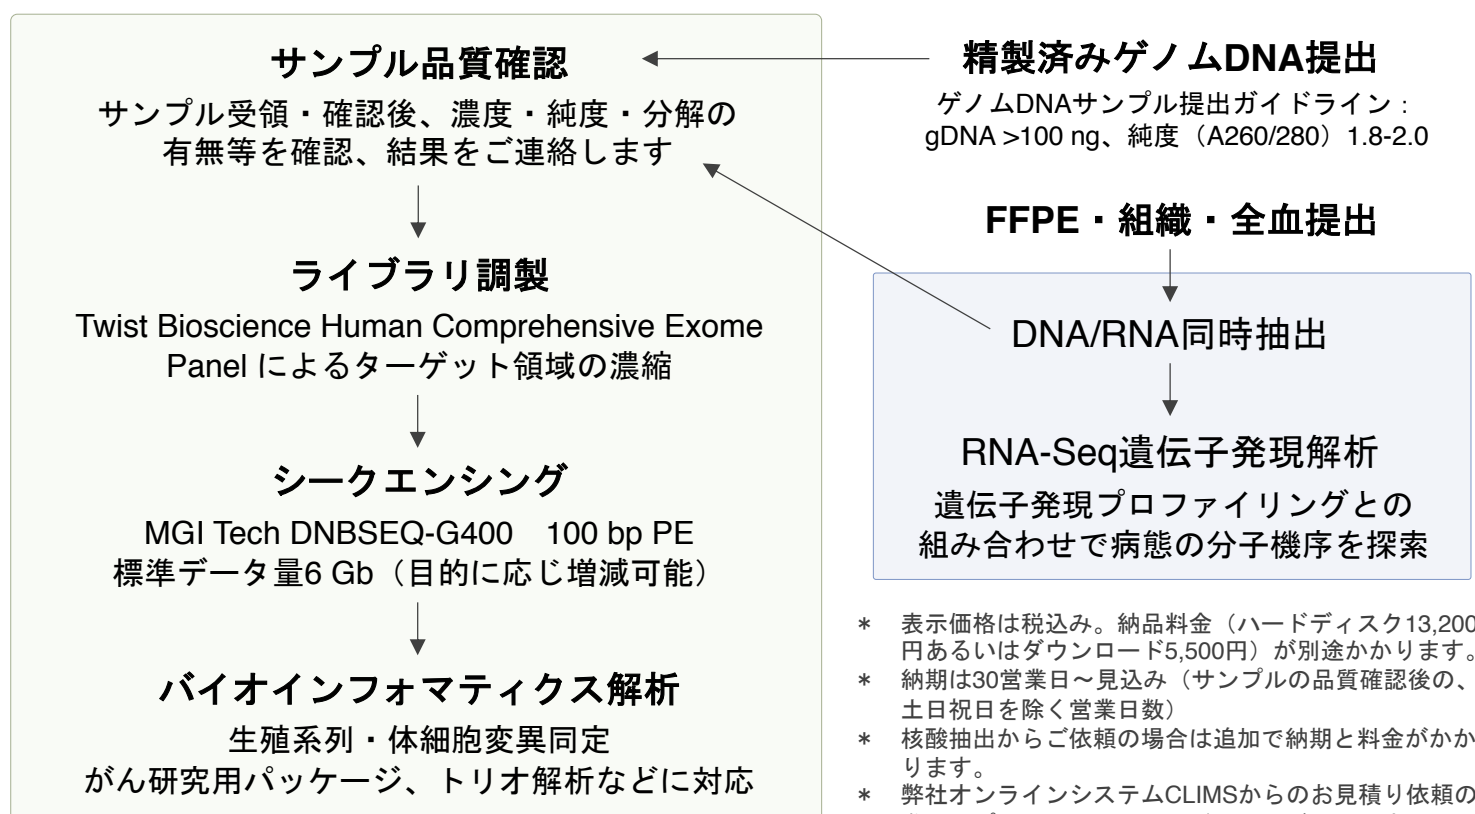 サンプル品質確認
サンプル受領・確認後、濃度・純度・分解の
有無等を確認、結果をご連絡します
ライブラリ調製
Twist Bioscience Human Comprehensive Exome
Panel によるターゲット領域の濃縮
シークエンシング
MGI Tech DNBSEQ-G400　100 bp PE
標準データ量6 Gb（目的に応じ増減可能）
バイオインフォマティクス解析
生殖系列・体細胞変異同定
がん研究用パッケージ、トリオ解析などに対応
精製済みゲノムDNA提出
ゲノムDNAサンプル提出ガイドライン：
gDNA >100 ng、純度（A260/280）1.8-2.0
FFPE・組織・全血提出
DNA/RNA同時抽出
RNA-Seq遺伝子発現解析
遺伝子発現プロファイリングとの
組み合わせで病態の分子機序を探索
* 表示価格は税込み。納品料金（ハードディスク13,200
円あるいはダウンロード5,500円）が別途かかります。
* 納期は30営業日～見込み（サンプルの品質確認後の、
土日祝日を除く営業日数）
* 核酸抽出からご依頼の場合は追加で納期と料金がかか
ります。
* 弊社オンラインシステムCLIMSからのお見積り依頼の